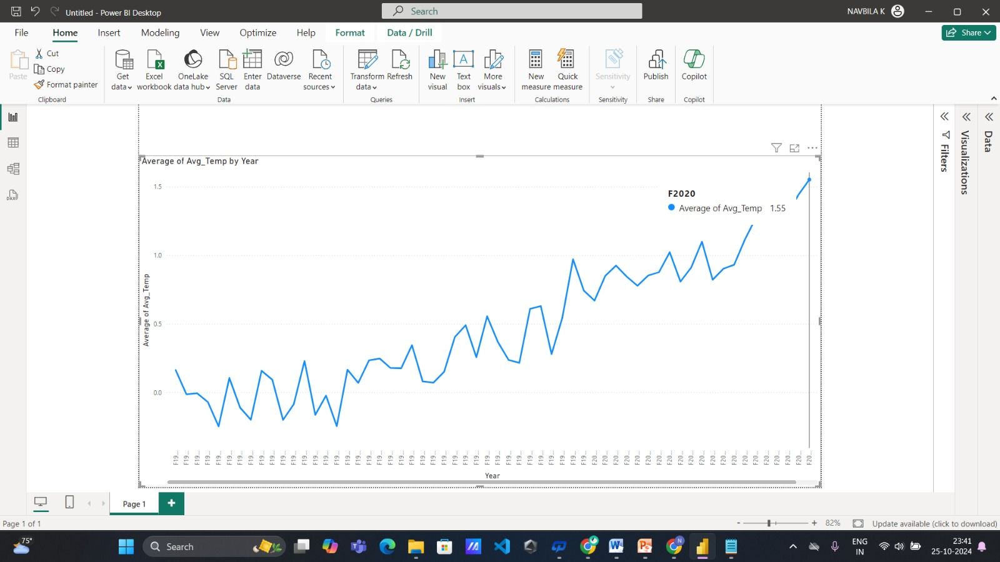 Untitled - Power BI Desktop
Search
NAVBILA K
File Home Insert Modeling View Optimize Help Format Data / Drill
Share
Paste
Cut
Copy
Format painter
Clipboard
Get data
Excel workbook
OneLake data hub
SQL Server
Enter data
Dataverse
Recent sources
Data
Transform data
Refresh
Queries
New visual
Text box
More visuals
Insert
New measure
Quick measure
Calculations
Sensitivity
Sensitivity
Publish
Share
Copilot
Copilot
Filters
Visualizations
Data
Average of Avg_Temp by Year
1.5
1.0
0.5
0.0
Average of Avg_Temp
F2020
Average of Avg_Temp 1.55
F19... F19... F19... F19... F19... F19... F19... F19... F19... F19... F19... F19... F19... F19... F19... F19... F19... F19... F19... F19... F19... F19... F19... F19... F19... F19... F19... F19... F19... F19... F19... F19... F19... F19... F19... F19... F19... F19... F19... F20... F20... F20... F20... F20... F20... F20... F20... F20... F20... F20... F20... F20... F20... F20... F20... F20... F20... F20... F20... F20...
Year
Page 1
Page 1 of 1
- + 82%
Update available (click to download)
75°
Search
ENG
IN
23:41
25-10-2024